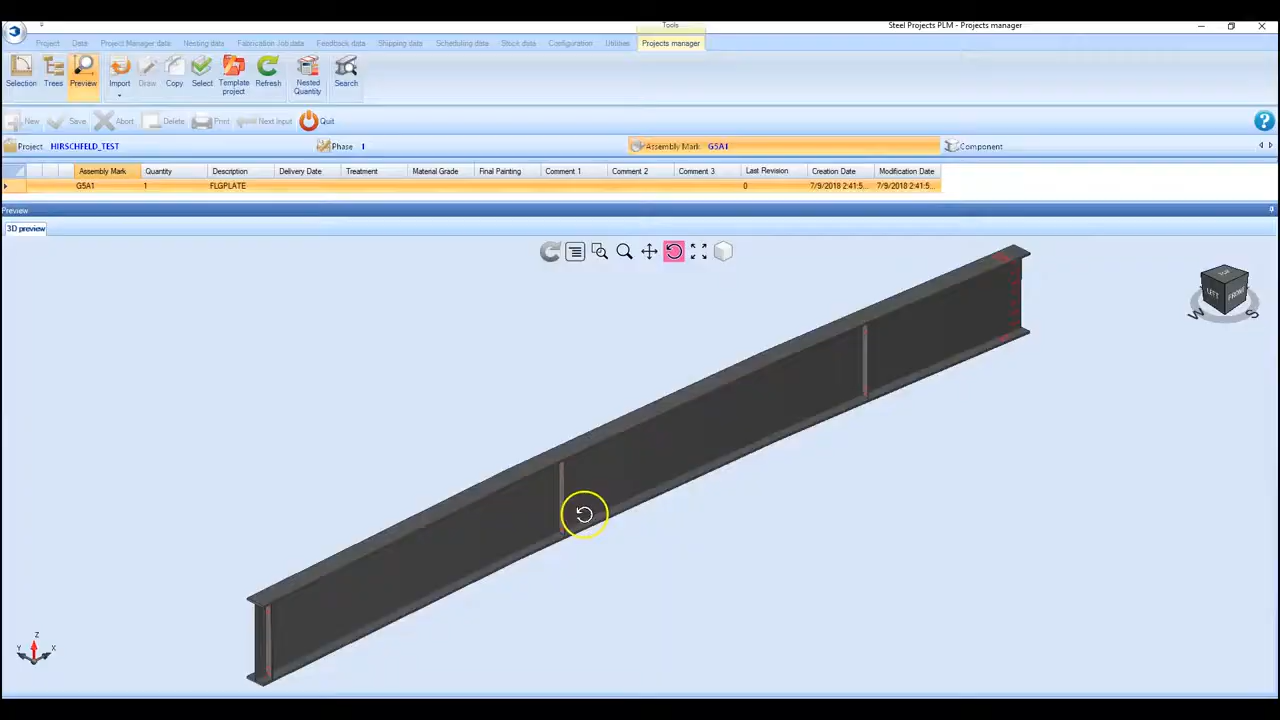 Tools
Steel Projects PLM - Projects manager
Project Data Project Manager data Nesting data Fabrication Job data Feedback data Shipping data Scheduling data Stock data Configuration Utilities Projects manager
Selection Trees Preview Import Draw Copy Select Template project Refresh Nested Quantity Search
New Save Abort Delete Print Next Input Quit
Project HIRSCHFELD_TEST Phase 1 Assembly Mark G5A1 Component
Assembly Mark Quantity Description Delivery Date Treatment Material Grade Final Painting Comment 1 Comment 2 Comment 3 Last Revision Creation Date Modification Date
G5A1 1 FLGPLATE 0 7/9/2018 2:41:5... 7/9/2018 2:41:5...
Preview
3D preview
TOP
LEFT FRONT
W S
Z
Y X